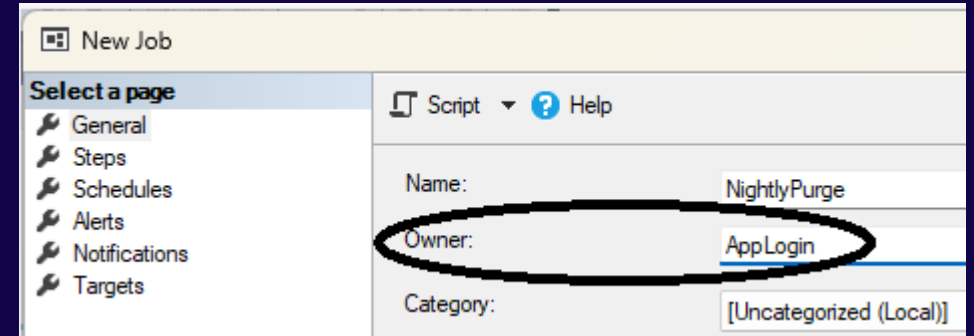 New Job
Select a page
General
Steps
Schedules
Alerts
Notifications
Targets
Script Help
Name: NightlyPurge
Owner: AppLogin
Category: [Uncategorized (Local)]